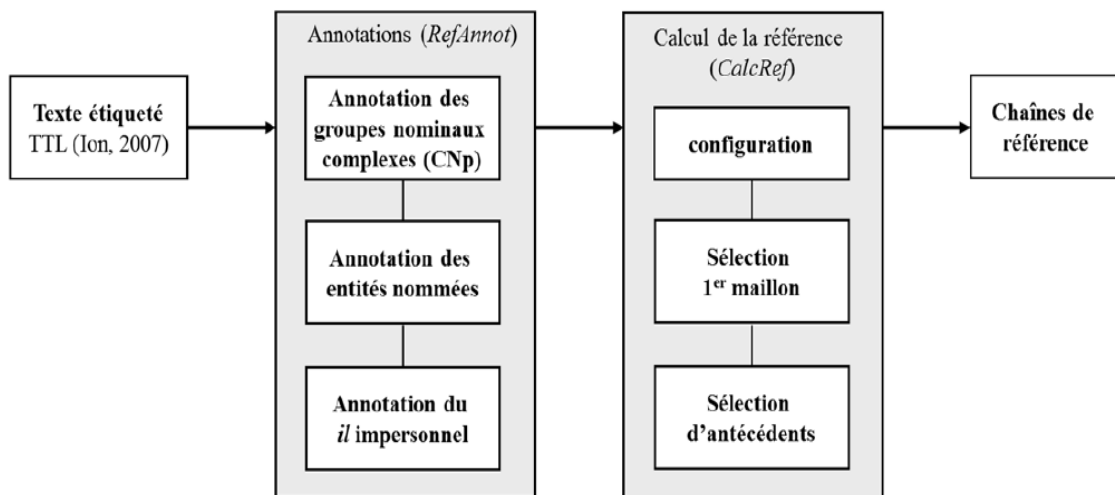 Texte étiqueté
TTL (Ion, 2007)
Annotations (RefAnnot)
Annotation des
groupes nominaux
complexes (CNp)
Annotation des
entités nommées
Annotation du
il impersonnel
Calcul de la référence
(CalcRef)
configuration
Sélection
1er maillon
Sélection
d'antécédents
Chaînes de
référence